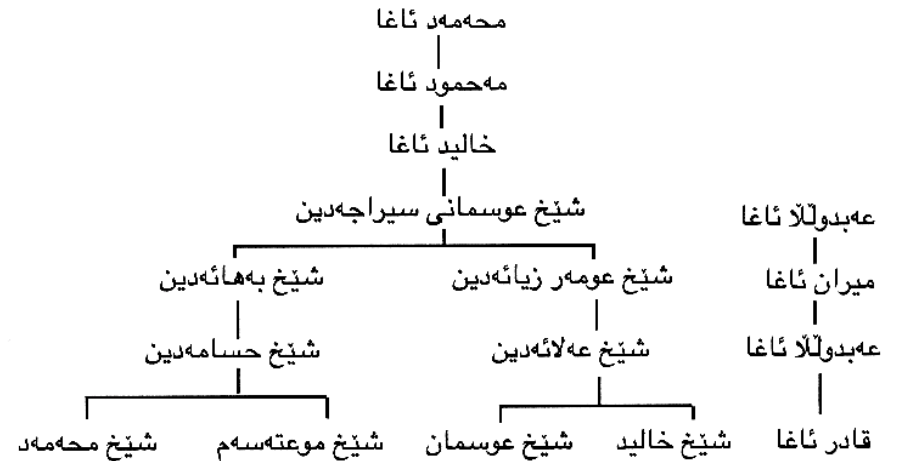 محەمەد ئاغا
مەحمود ئاغا
خالید ئاغا
شێخ عوسمانی سیراجەدین
عەبدوڵڵا ئاغا
شێخ عومەر زیائەدین
شێخ بەهائەدین
میران ئاغا
شێخ عەلائەدین
شێخ حسامەدین
عەبدوڵڵا ئاغا
قادر ئاغا
شێخ خالید
شێخ عوسمان
شێخ موعتەسەم
شێخ محەمەد